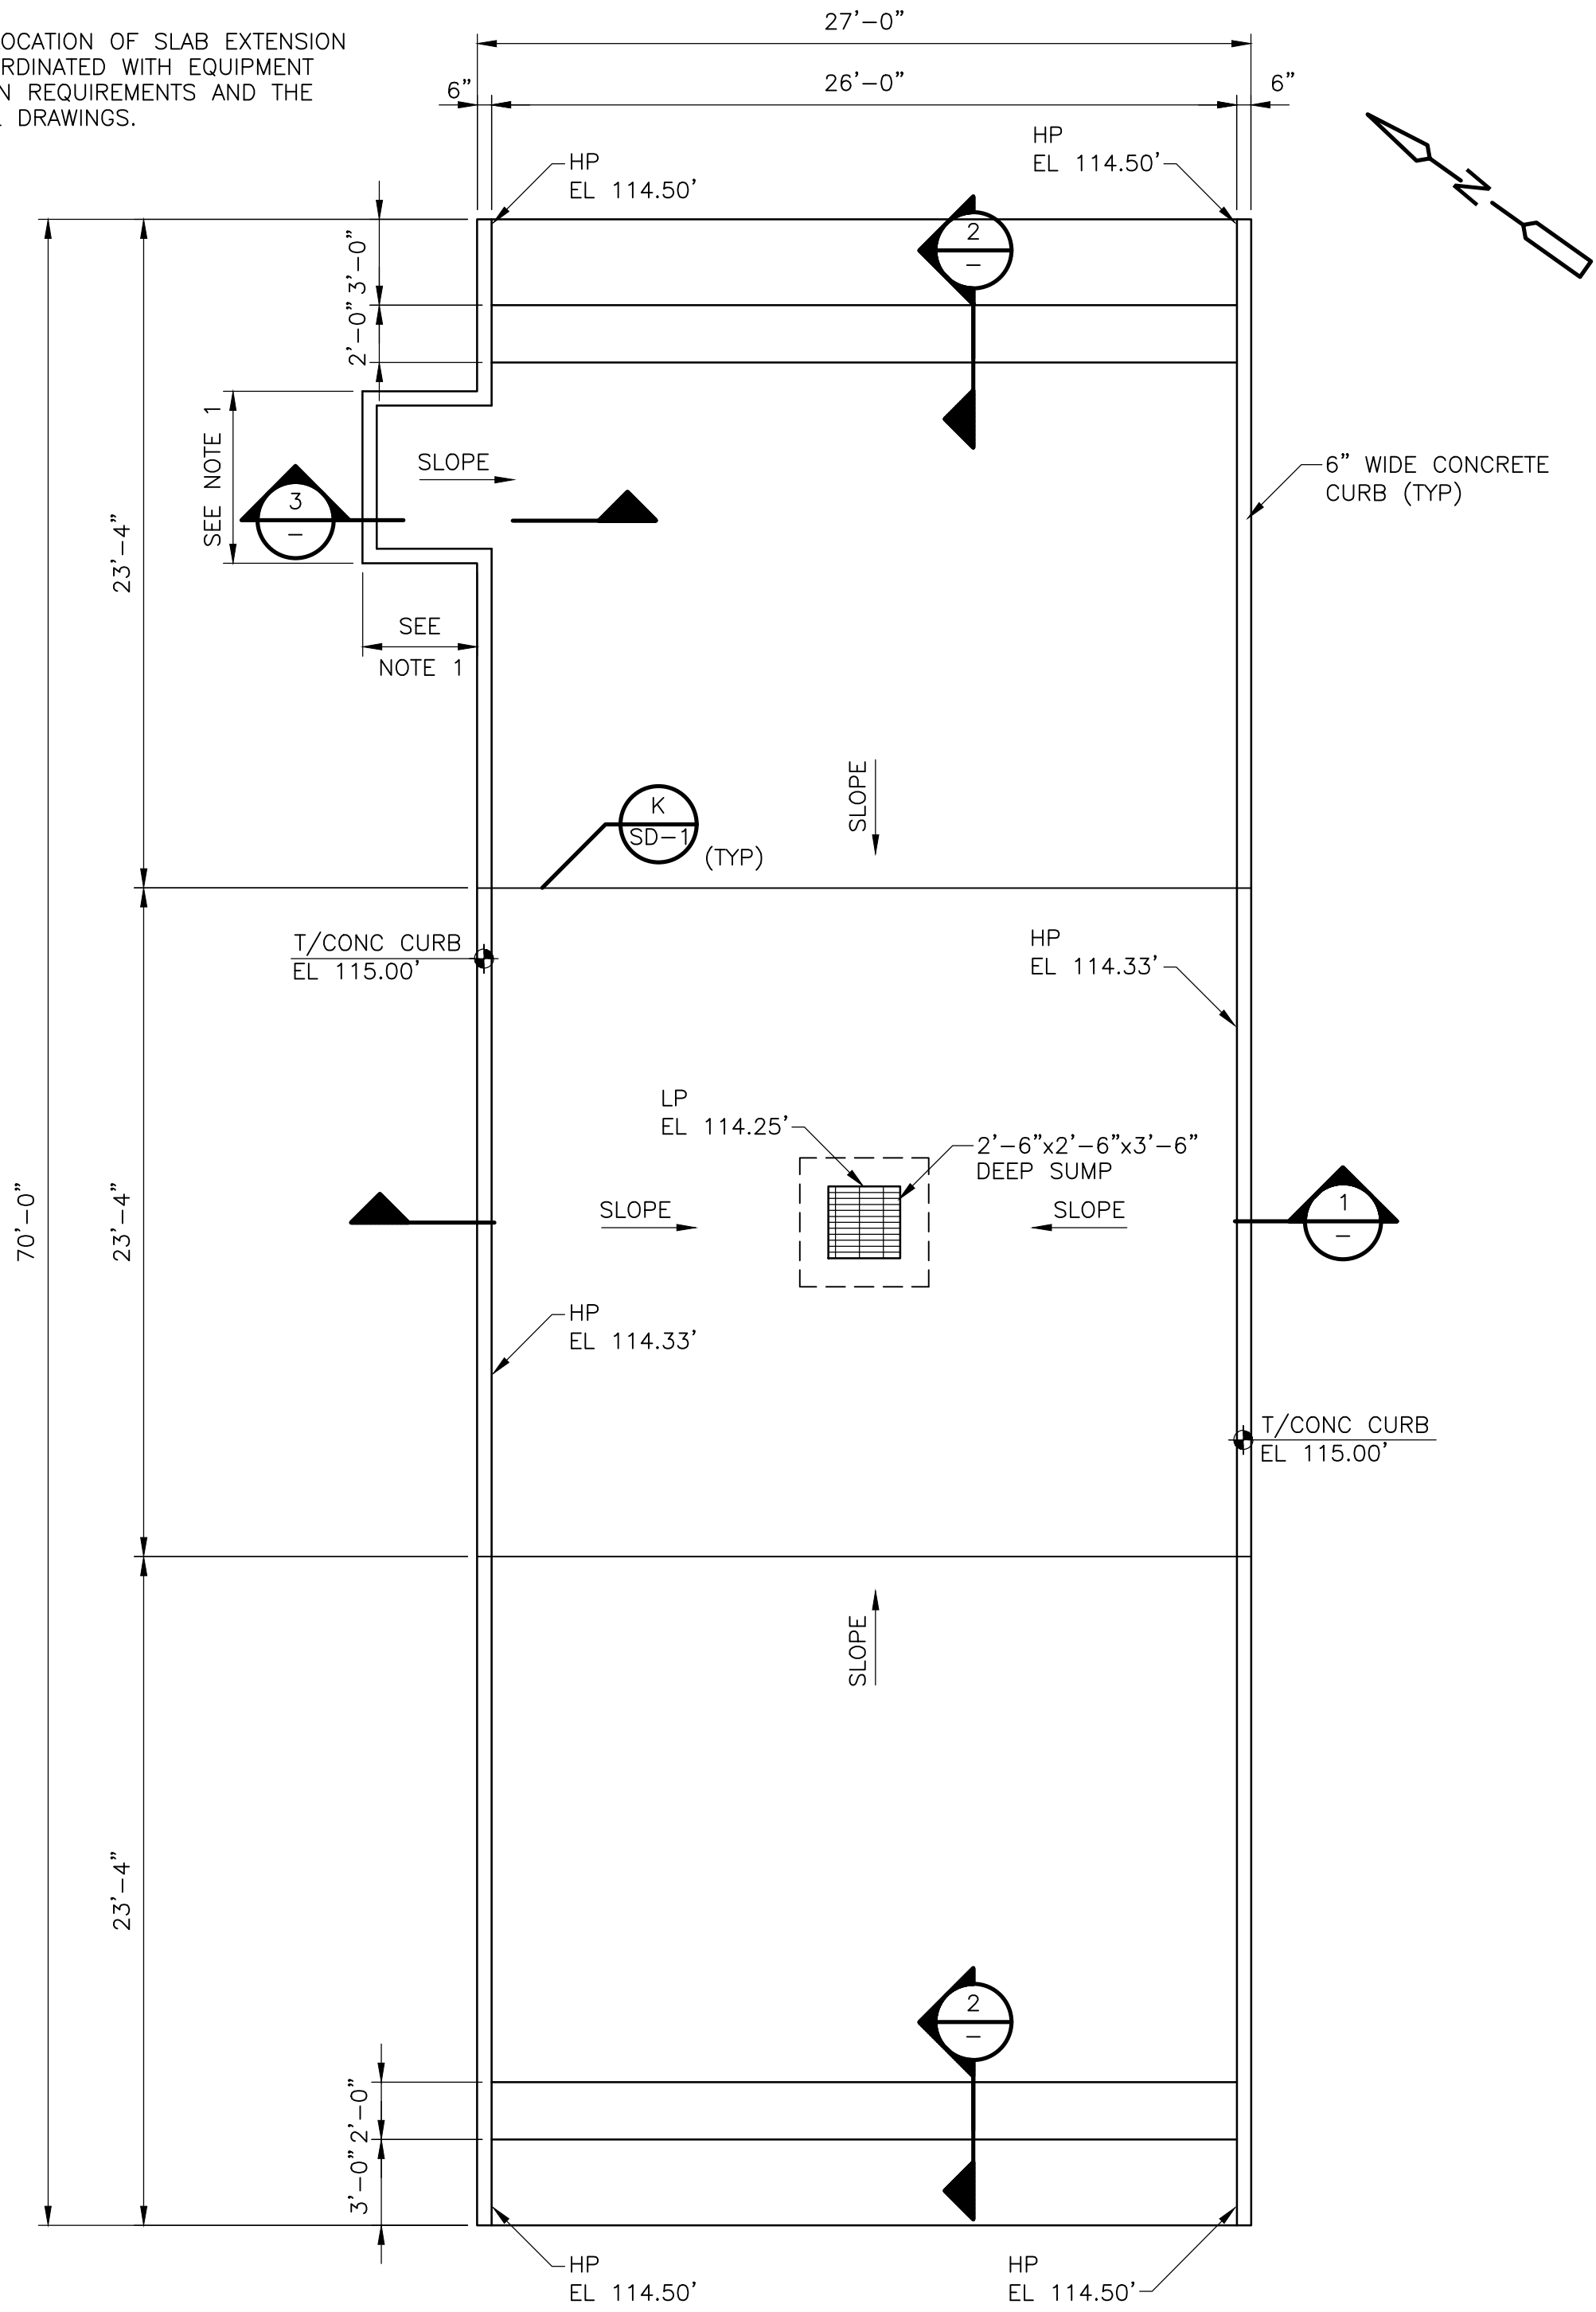 27'-0"
OCATION OF SLAB EXTENSION
RDINATED WITH EQUIPMENT
N REQUIREMENTS AND THE
DRAWINGS.
6"
26'-0"
6"
HP
EL 114.50'
HP
EL 114.50'
N
2
–
3'-0"
2'-0"
SEE NOTE 1
SLOPE
3
–
6" WIDE CONCRETE
CURB (TYP)
23'-4"
SEE
NOTE 1
SLOPE
K
SD-1
(TYP)
T/CONC CURB
EL 115.00'
HP
EL 114.33'
LP
EL 114.25'
2'-6"x2'-6"x3'-6"
DEEP SUMP
70'-0"
23'-4"
SLOPE
SLOPE
1
–
HP
EL 114.33'
T/CONC CURB
EL 115.00'
SLOPE
23'-4"
2
–
2'-0"
3'-0"
HP
EL 114.50'
HP
EL 114.50'